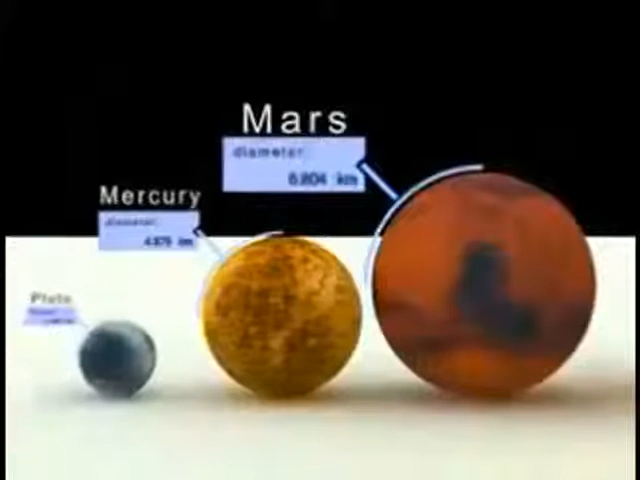 Mars
diameter:
6.804 km
Mercury
diameter:
4.879 km
Pluto